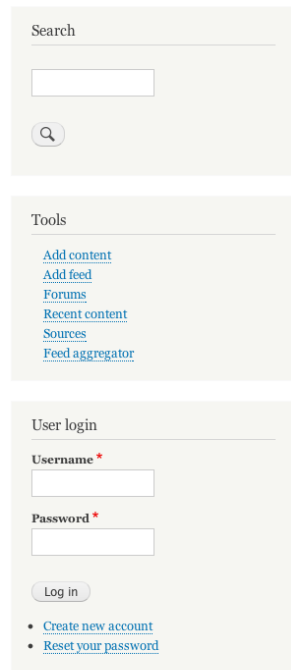 Search
Tools
Add content
Add feed
Forums
Recent content
Sources
Feed aggregator
User login
Username *
Password *
Log in
Create new account
Reset your password